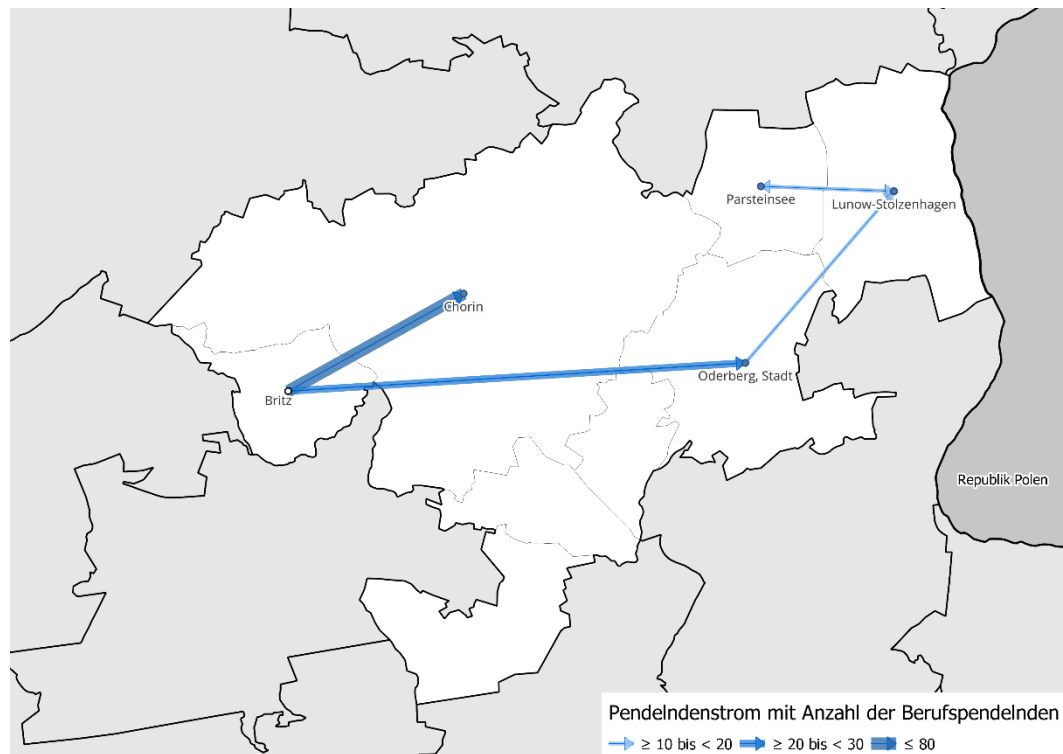 Parsteinsee
Lunow-Stolzenhagen
Chorin
Oderberg, Stadt
Britz
Republik Polen
Pendelndenstrom mit Anzahl der Berufspendelnden
≥ 10 bis < 20 ≥ 20 bis < 30 ≤ 80